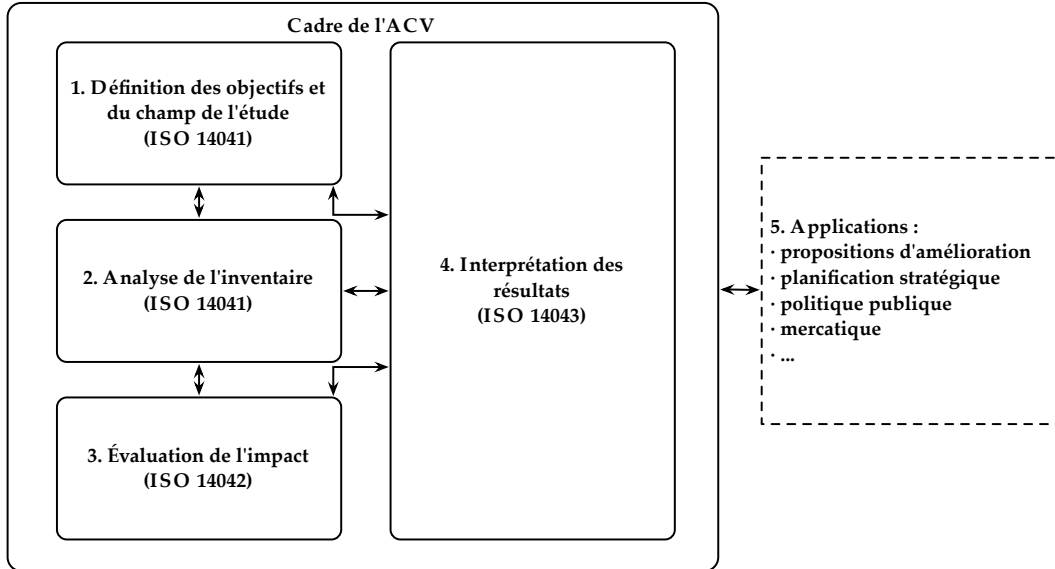 Cadre de l'ACV
1. Définition des objectifs et
du champ de l'étude
(ISO 14041)
2. Analyse de l'inventaire
(ISO 14041)
3. Évaluation de l'impact
(ISO 14042)
4. Interprétation des
résultats
(ISO 14043)
5. Applications :
· propositions d'amélioration
· planification stratégique
· politique publique
· mercatique
· ...